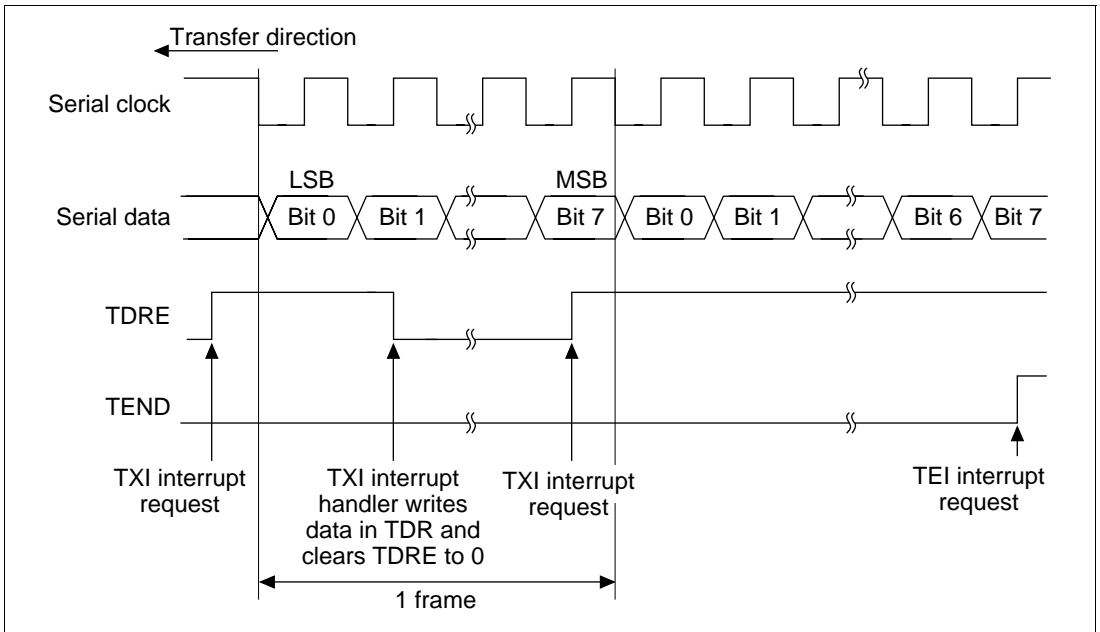 Transfer direction
Serial clock
LSB
MSB
Serial data
Bit 0
Bit 1
Bit 7
Bit 0
Bit 1
Bit 6
Bit 7
TDRE
TEND
TXI interrupt
request
TXI interrupt
handler writes
data in TDR and
clears TDRE to 0
TXI interrupt
request
TEI interrupt
request
1 frame